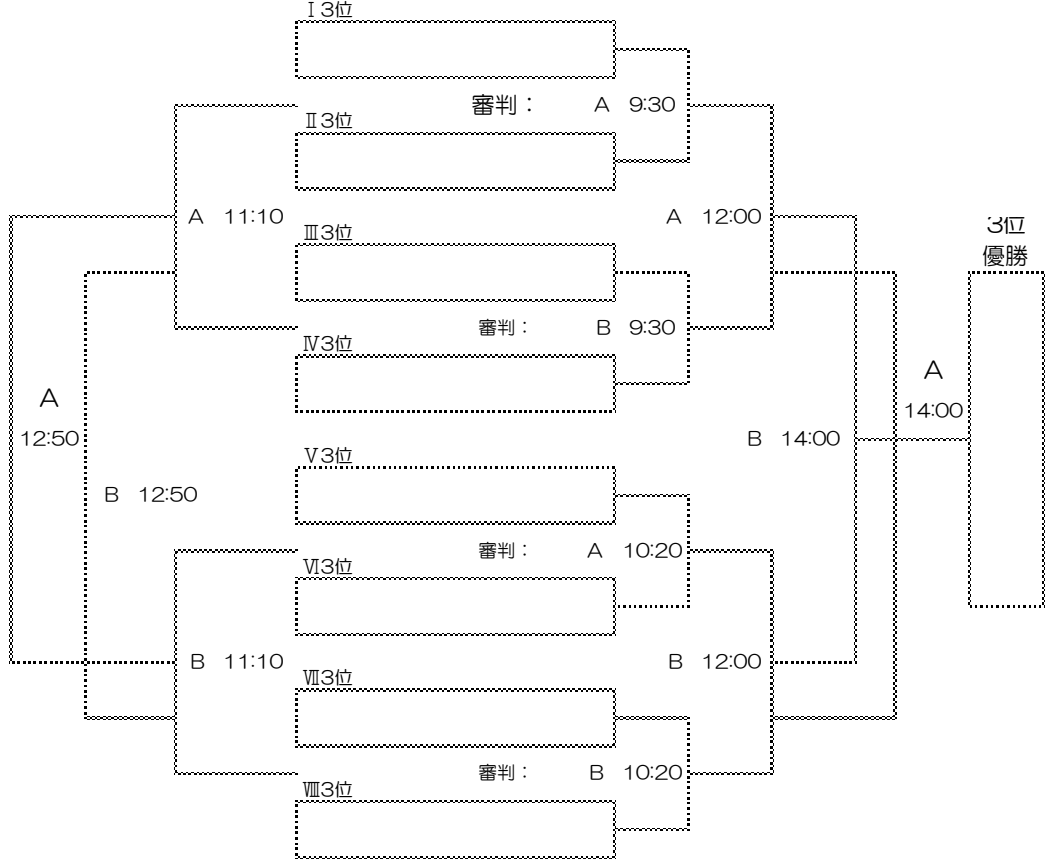 Ⅰ3位
審判： A 9:30
Ⅱ3位
A 11:10
A 12:00
3位
優勝
Ⅲ3位
審判： B 9:30
Ⅳ3位
A
12:50
A
14:00
B 14:00
Ⅴ3位
B 12:50
審判： A 10:20
Ⅵ3位
B 11:10
B 12:00
Ⅶ3位
審判： B 10:20
Ⅷ3位